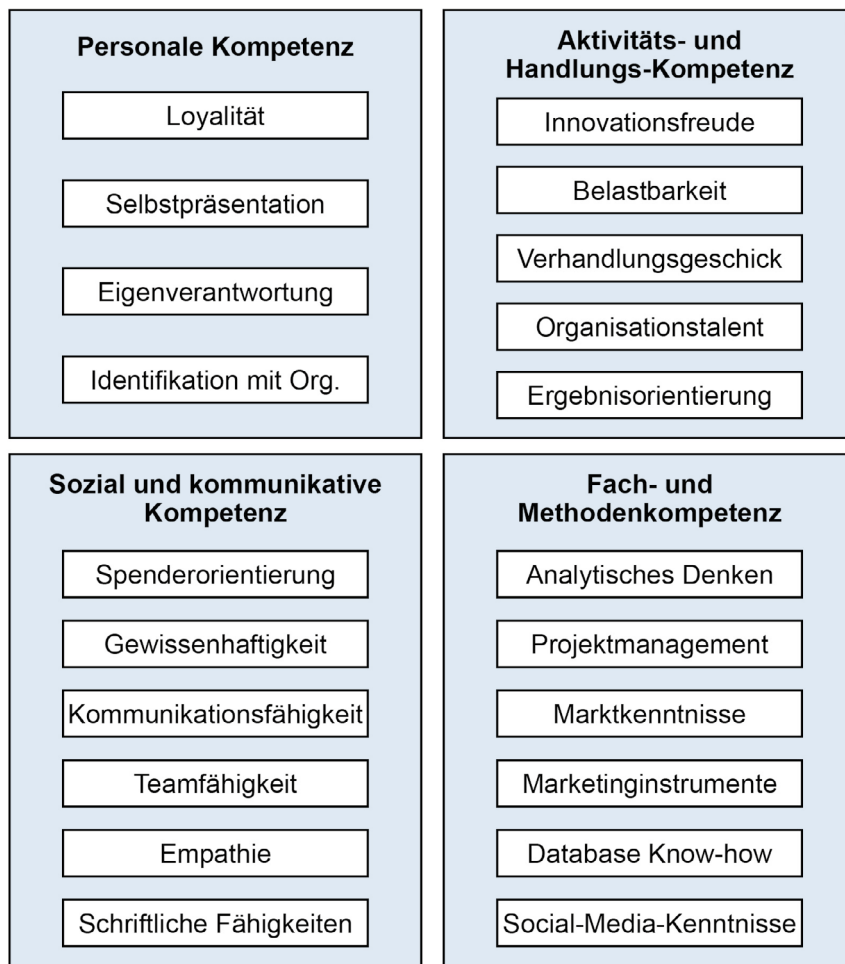 Personale Kompetenz
Loyalität
Selbstpräsentation
Eigenverantwortung
Identifikation mit Org.
Aktivitäts- und
Handlungs-Kompetenz
Innovationsfreude
Belastbarkeit
Verhandlungsgeschick
Organisationstalent
Ergebnisorientierung
Sozial und kommunikative
Kompetenz
Spenderorientierung
Gewissenhaftigkeit
Kommunikationsfähigkeit
Teamfähigkeit
Empathie
Schriftliche Fähigkeiten
Fach- und
Methodenkompetenz
Analytisches Denken
Projektmanagement
Marktkenntnisse
Marketinginstrumente
Database Know-how
Social-Media-Kenntnisse